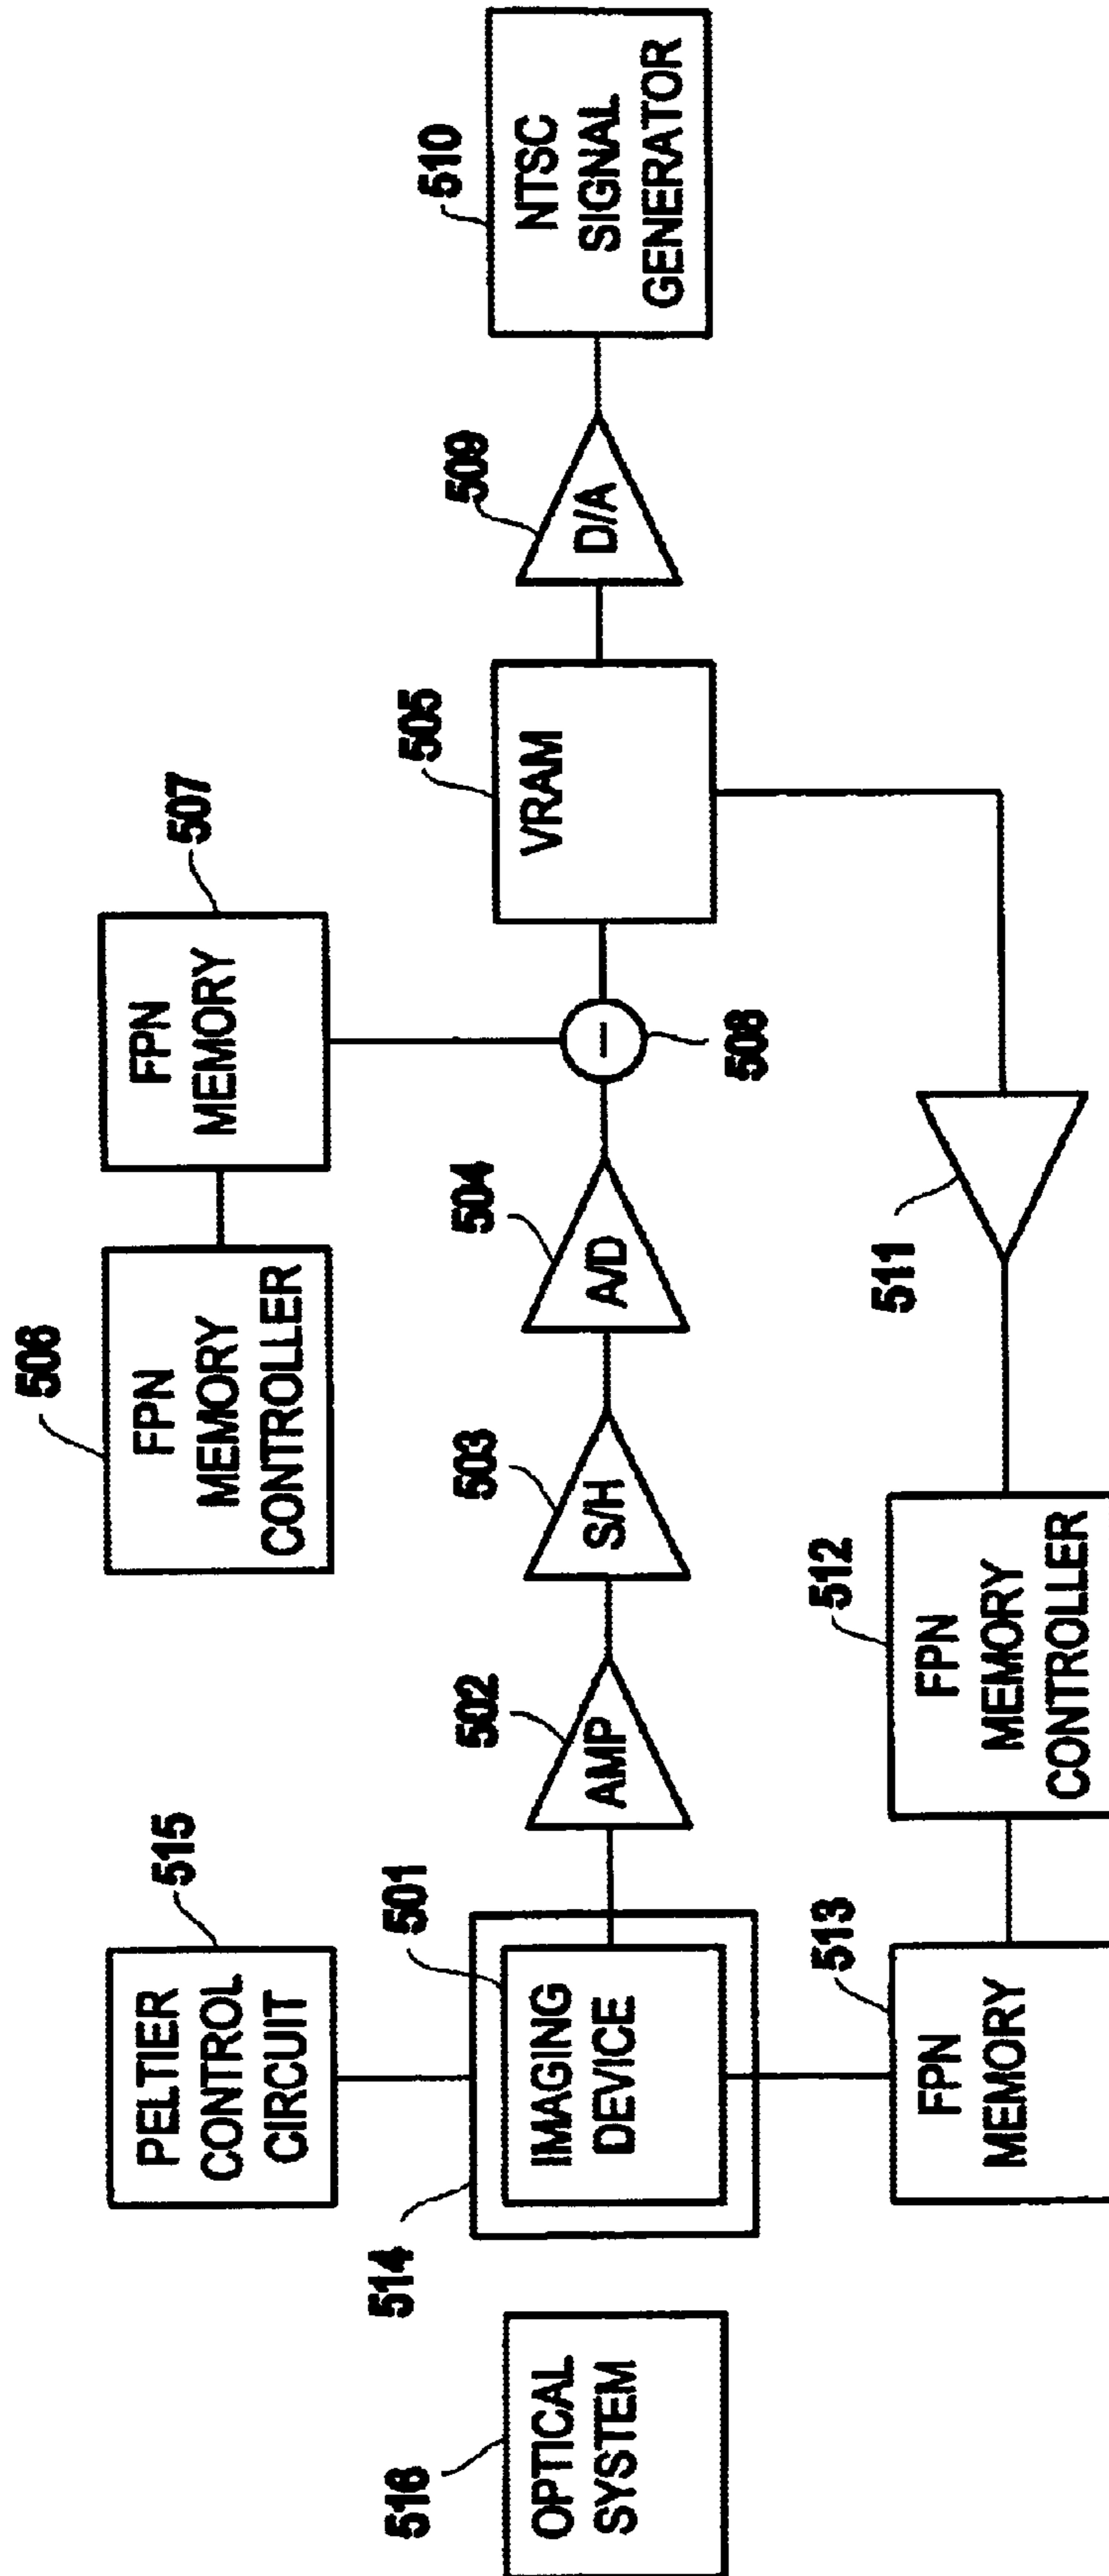 506
515
507
PELTIER
CONTROL
CIRCUIT
FPN
MEMORY
CONTROLLER
FPN
MEMORY
516
514
501
502
503
504
505
509
510
OPTICAL
SYSTEM
IMAGING
DEVICE
AMP
S/H
A/D
−
VRAM
D/A
NTSC
SIGNAL
GENERATOR
508
513
512
511
FPN
MEMORY
FPN
MEMORY
CONTROLLER